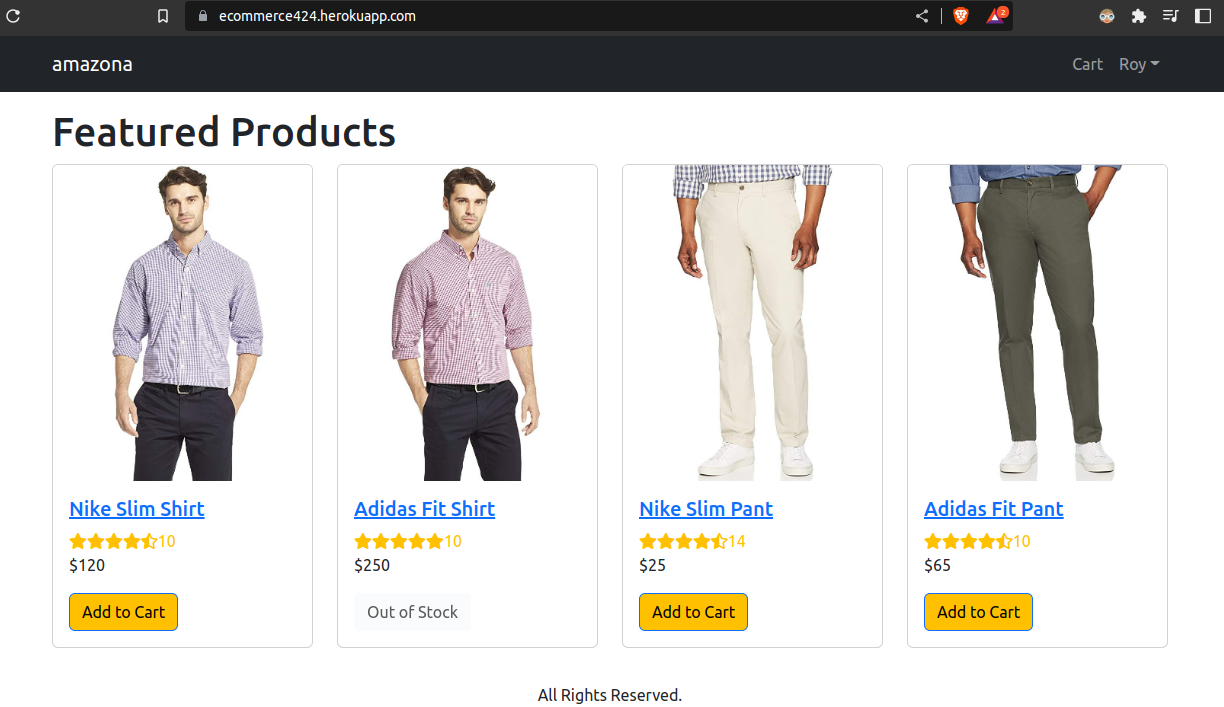 ecommerce424.herokuapp.com
2
amazona
Cart Roy
Featured Products
Nike Slim Shirt
10
$120
Add to Cart
Adidas Fit Shirt
10
$250
Out of Stock
Nike Slim Pant
14
$25
Add to Cart
Adidas Fit Pant
10
$65
Add to Cart
All Rights Reserved.